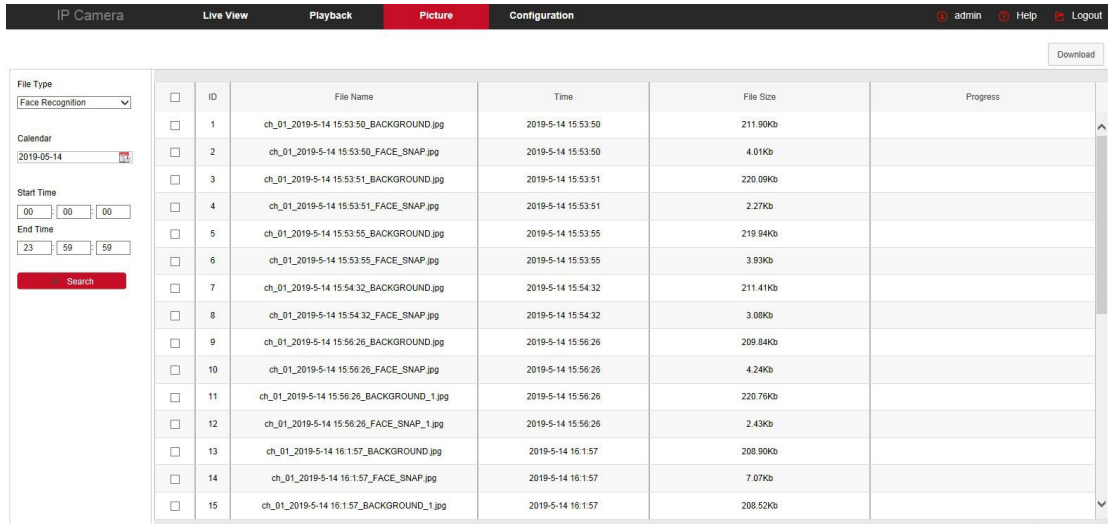 IP Camera Live View Playback Picture Configuration admin Help Logout
Download
File Type
Face Recognition
Calendar
2019-05-14
Start Time
00 : 00 : 00
End Time
23 : 59 : 59
Search
ID File Name Time File Size Progress
1 ch_01_2019-5-14 15:53:50_BACKGROUND.jpg 2019-5-14 15:53:50 211.90Kb
2 ch_01_2019-5-14 15:53:50_FACE_SNAP.jpg 2019-5-14 15:53:50 4.01Kb
3 ch_01_2019-5-14 15:53:51_BACKGROUND.jpg 2019-5-14 15:53:51 220.09Kb
4 ch_01_2019-5-14 15:53:51_FACE_SNAP.jpg 2019-5-14 15:53:51 2.27Kb
5 ch_01_2019-5-14 15:53:55_BACKGROUND.jpg 2019-5-14 15:53:55 219.94Kb
6 ch_01_2019-5-14 15:53:55_FACE_SNAP.jpg 2019-5-14 15:53:55 3.93Kb
7 ch_01_2019-5-14 15:54:32_BACKGROUND.jpg 2019-5-14 15:54:32 211.41Kb
8 ch_01_2019-5-14 15:54:32_FACE_SNAP.jpg 2019-5-14 15:54:32 3.08Kb
9 ch_01_2019-5-14 15:56:26_BACKGROUND.jpg 2019-5-14 15:56:26 209.84Kb
10 ch_01_2019-5-14 15:56:26_FACE_SNAP.jpg 2019-5-14 15:56:26 4.24Kb
11 ch_01_2019-5-14 15:56:26_BACKGROUND_1.jpg 2019-5-14 15:56:26 220.76Kb
12 ch_01_2019-5-14 15:56:26_FACE_SNAP_1.jpg 2019-5-14 15:56:26 2.43Kb
13 ch_01_2019-5-14 16:1:57_BACKGROUND.jpg 2019-5-14 16:1:57 208.90Kb
14 ch_01_2019-5-14 16:1:57_FACE_SNAP.jpg 2019-5-14 16:1:57 7.07Kb
15 ch_01_2019-5-14 16:1:57_BACKGROUND_1.jpg 2019-5-14 16:1:57 208.52Kb